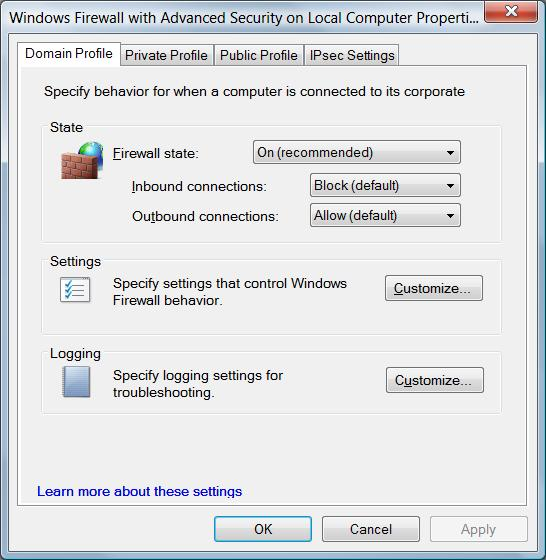 Windows Firewall with Advanced Security on Local Computer Properti...
Domain Profile Private Profile Public Profile IPsec Settings
Specify behavior for when a computer is connected to its corporate
State
Firewall state: On (recommended)
Inbound connections: Block (default)
Outbound connections: Allow (default)
Settings
Specify settings that control Windows
Firewall behavior.
Customize...
Logging
Specify logging settings for
troubleshooting.
Customize...
Learn more about these settings
OK Cancel Apply